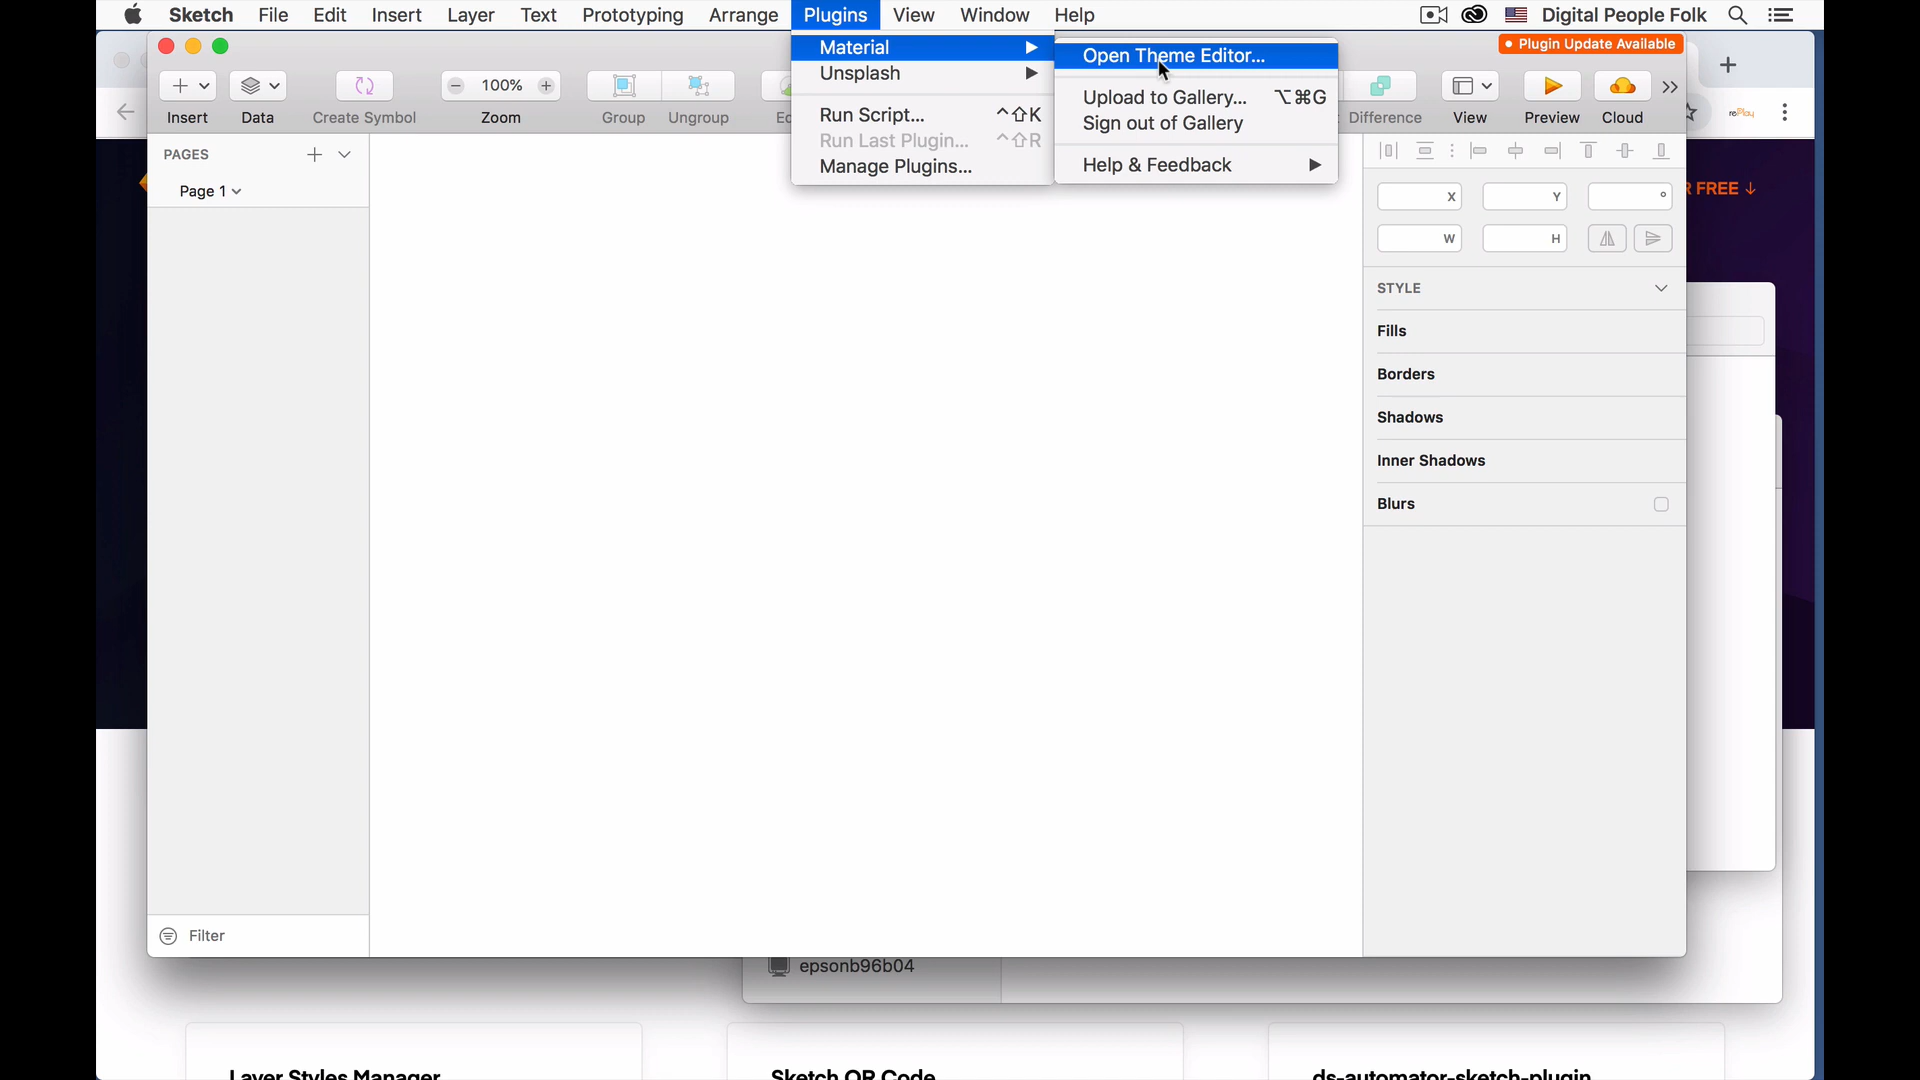 Sketch File Edit Insert Layer Text Prototyping Arrange Plugins View Window Help Digital People Folk
Plugin Update Available
Material
Unsplash
Run Script... ^⇧K
Run Last Plugin... ^⇧R
Manage Plugins...
Open Theme Editor...
Upload to Gallery... ⌥⌘G
Sign out of Gallery
Help & Feedback
100%
Insert Data Create Symbol Zoom Group Ungroup Difference View Preview Cloud
rePlay
PAGES
Page 1
X Y °
W H
FREE ↓
STYLE
Fills
Borders
Shadows
Inner Shadows
Blurs
Filter
epsonb96b04
Layer Styles Manager
Sketch QR Code
ds-automator-sketch-plugin